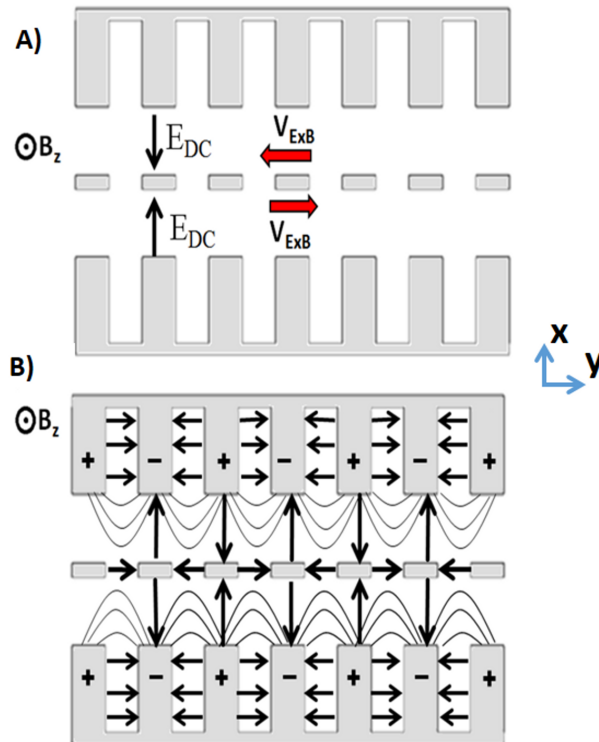 A)
V_ExB
⊙B_z
E_DC
E_DC
V_ExB
x
y
B)
⊙B_z
+ − + − + − +
+ − + − + − +